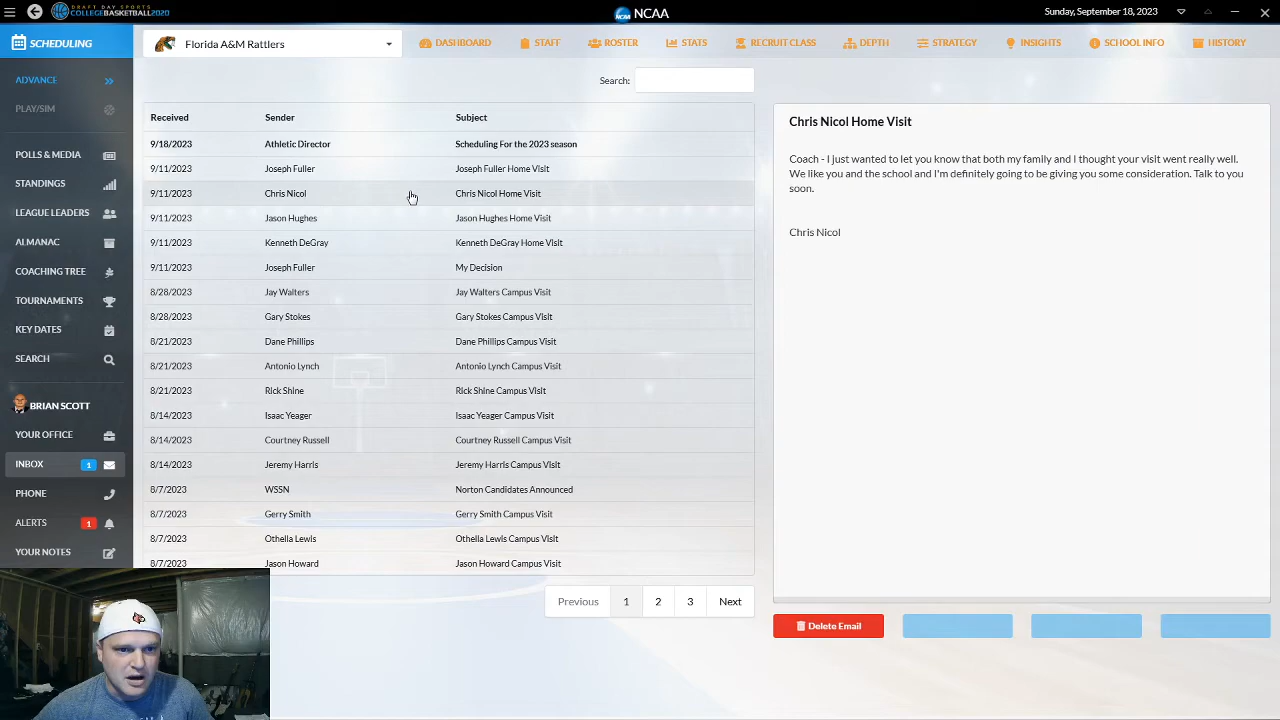 DRAFT DAY SPORTS
COLLEGE BASKETBALL 2020
NCAA
Sunday, September 18, 2023
SCHEDULING
Florida A&M Rattlers
DASHBOARD
STAFF
ROSTER
STATS
RECRUIT CLASS
DEPTH
STRATEGY
INSIGHTS
SCHOOL INFO
HISTORY
ADVANCE
PLAY/SIM
POLLS & MEDIA
STANDINGS
LEAGUE LEADERS
ALMANAC
COACHING TREE
TOURNAMENTS
KEY DATES
SEARCH
BRIAN SCOTT
YOUR OFFICE
INBOX 1
PHONE
ALERTS 1
YOUR NOTES
Search:
Received Sender Subject
9/18/2023 Athletic Director Scheduling For the 2023 season
9/11/2023 Joseph Fuller Joseph Fuller Home Visit
9/11/2023 Chris Nicol Chris Nicol Home Visit
9/11/2023 Jason Hughes Jason Hughes Home Visit
9/11/2023 Kenneth DeGray Kenneth DeGray Home Visit
9/11/2023 Joseph Fuller My Decision
8/28/2023 Jay Walters Jay Walters Campus Visit
8/28/2023 Gary Stokes Gary Stokes Campus Visit
8/21/2023 Dane Phillips Dane Phillips Campus Visit
8/21/2023 Antonio Lynch Antonio Lynch Campus Visit
8/21/2023 Rick Shine Rick Shine Campus Visit
8/14/2023 Isaac Yeager Isaac Yeager Campus Visit
8/14/2023 Courtney Russell Courtney Russell Campus Visit
8/14/2023 Jeremy Harris Jeremy Harris Campus Visit
8/7/2023 WSSN Norton Candidates Announced
8/7/2023 Gerry Smith Gerry Smith Campus Visit
8/7/2023 Othella Lewis Othella Lewis Campus Visit
8/7/2023 Jason Howard Jason Howard Campus Visit
Previous 1 2 3 Next
Chris Nicol Home Visit
Coach - I just wanted to let you know that both my family and I thought your visit went really well.
We like you and the school and I'm definitely going to be giving you some consideration. Talk to you
soon.
Chris Nicol
Delete Email